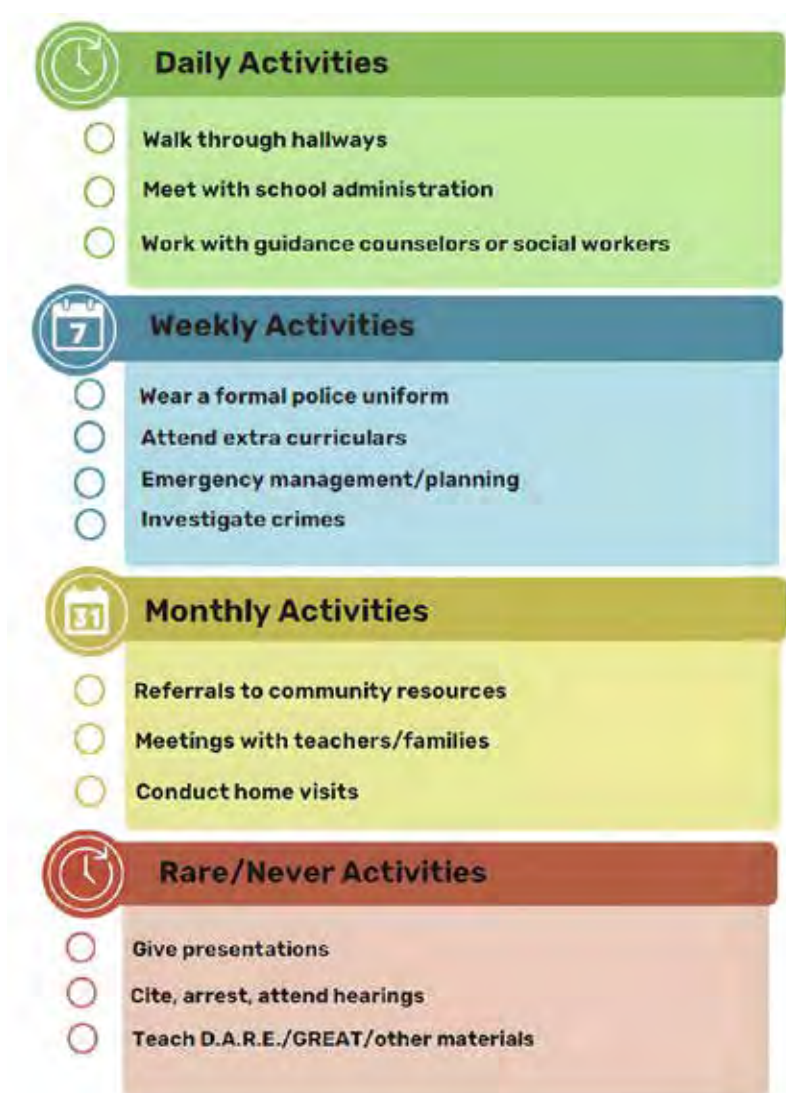 Daily Activities
Walk through hallways
Meet with school administration
Work with guidance counselors or social workers
7
Weekly Activities
Wear a formal police uniform
Attend extra curriculars
Emergency management/planning
Investigate crimes
31
Monthly Activities
Referrals to community resources
Meetings with teachers/families
Conduct home visits
Rare/Never Activities
Give presentations
Cite, arrest, attend hearings
Teach D.A.R.E./GREAT/other materials